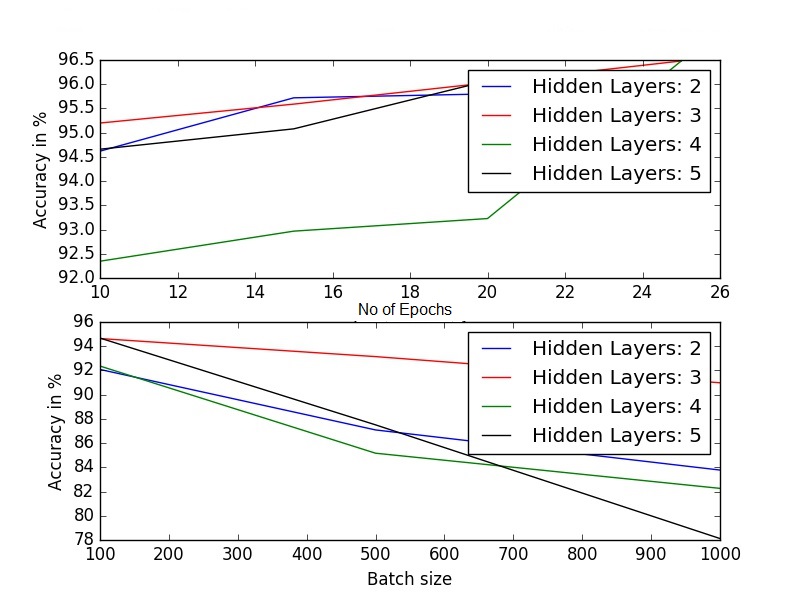 96.5
96.0
95.5
95.0
94.5
94.0
93.5
93.0
92.5
92.0
Accuracy in %
Hidden Layers: 2
Hidden Layers: 3
Hidden Layers: 4
Hidden Layers: 5
10 12 14 16 18 20 22 24 26
No of Epochs
96
94
92
90
88
86
84
82
80
78
Accuracy in %
Hidden Layers: 2
Hidden Layers: 3
Hidden Layers: 4
Hidden Layers: 5
100 200 300 400 500 600 700 800 900 1000
Batch size